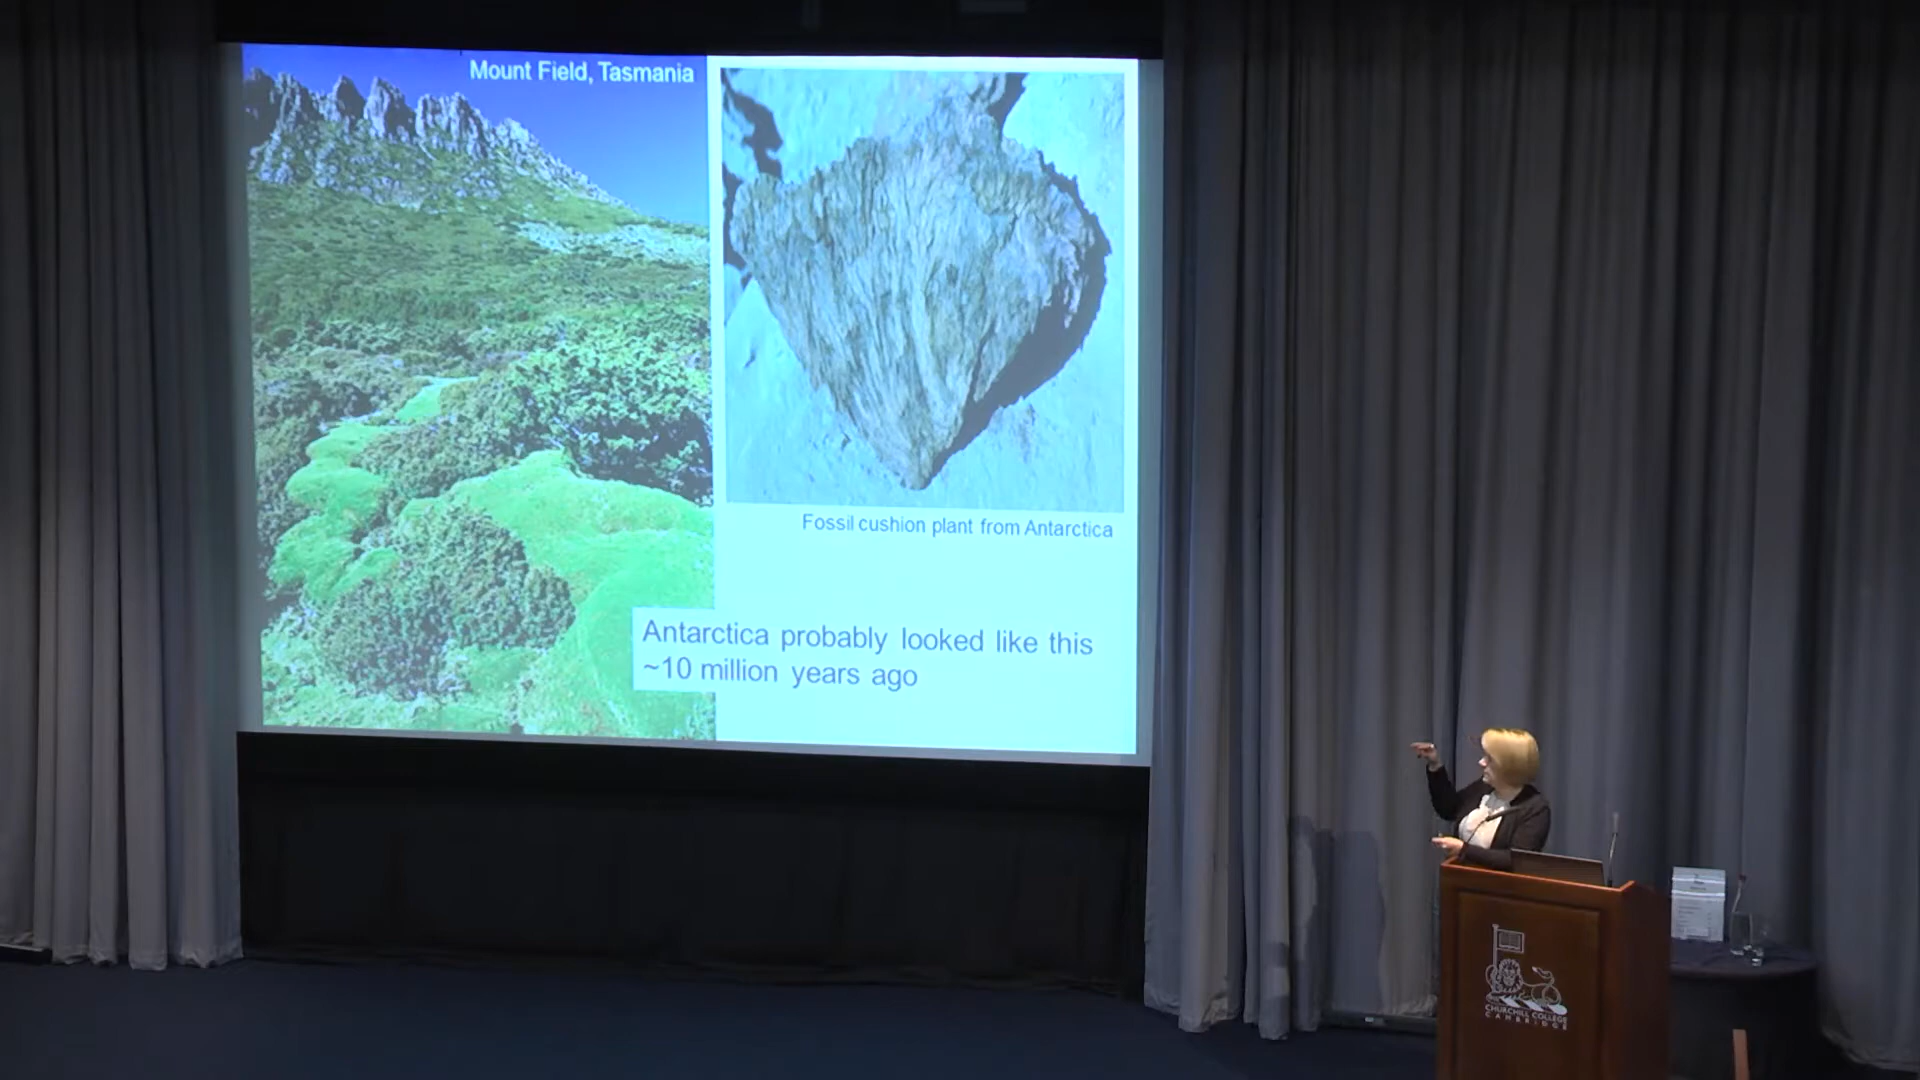 Mount Field, Tasmania
Fossil cushion plant from Antarctica
Antarctica probably looked like this
~10 million years ago
CHURCHILL COLLEGE
CAMBRIDGE